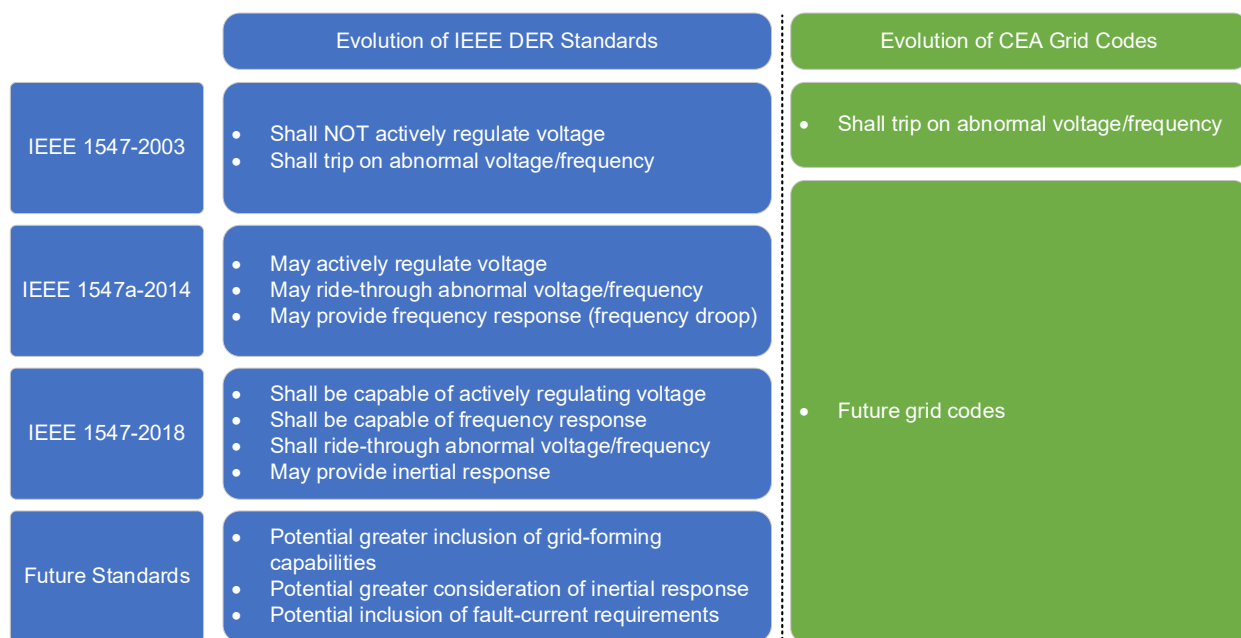 Evolution of IEEE DER Standards
Evolution of CEA Grid Codes
IEEE 1547-2003
• Shall NOT actively regulate voltage
• Shall trip on abnormal voltage/frequency
• Shall trip on abnormal voltage/frequency
IEEE 1547a-2014
• May actively regulate voltage
• May ride-through abnormal voltage/frequency
• May provide frequency response (frequency droop)
IEEE 1547-2018
• Shall be capable of actively regulating voltage
• Shall be capable of frequency response
• Shall ride-through abnormal voltage/frequency
• May provide inertial response
• Future grid codes
Future Standards
• Potential greater inclusion of grid-forming
capabilities
• Potential greater consideration of inertial response
• Potential inclusion of fault-current requirements